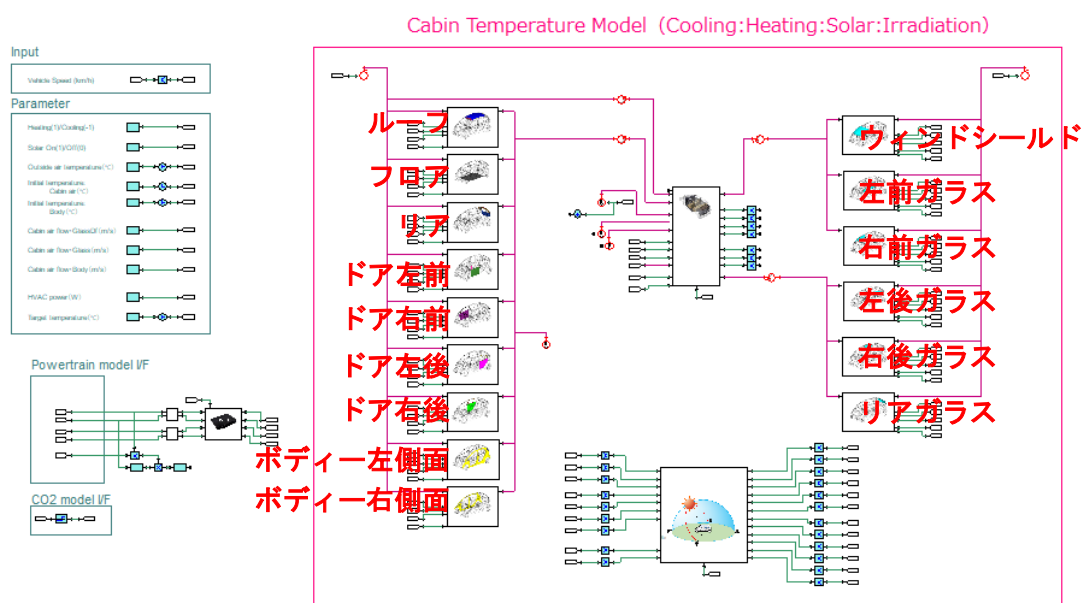 Cabin Temperature Model（Cooling:Heating:Solar:Irradiation）
Input
Vehicle Speed (km/h)
Parameter
Heating(1)/Cooling(-1)
Solar On(1)/Off(0)
Outside air temperature(℃)
Initial temperature.
Cabin air(℃)
Initial temperature.
Body(℃)
Cabin air flow-GlassDf(m/s)
Cabin air flow-Glass(m/s)
Cabin air flow-Body(m/s)
HVAC power(W)
Target temperature(℃)
Powertrain model I/F
CO2 model I/F
ルーフ
フロア
リア
ドア左前
ドア右前
ドア左後
ドア右後
ボディー左側面
ボディー右側面
ウィンドシールド
左前ガラス
右前ガラス
左後ガラス
右後ガラス
リアガラス